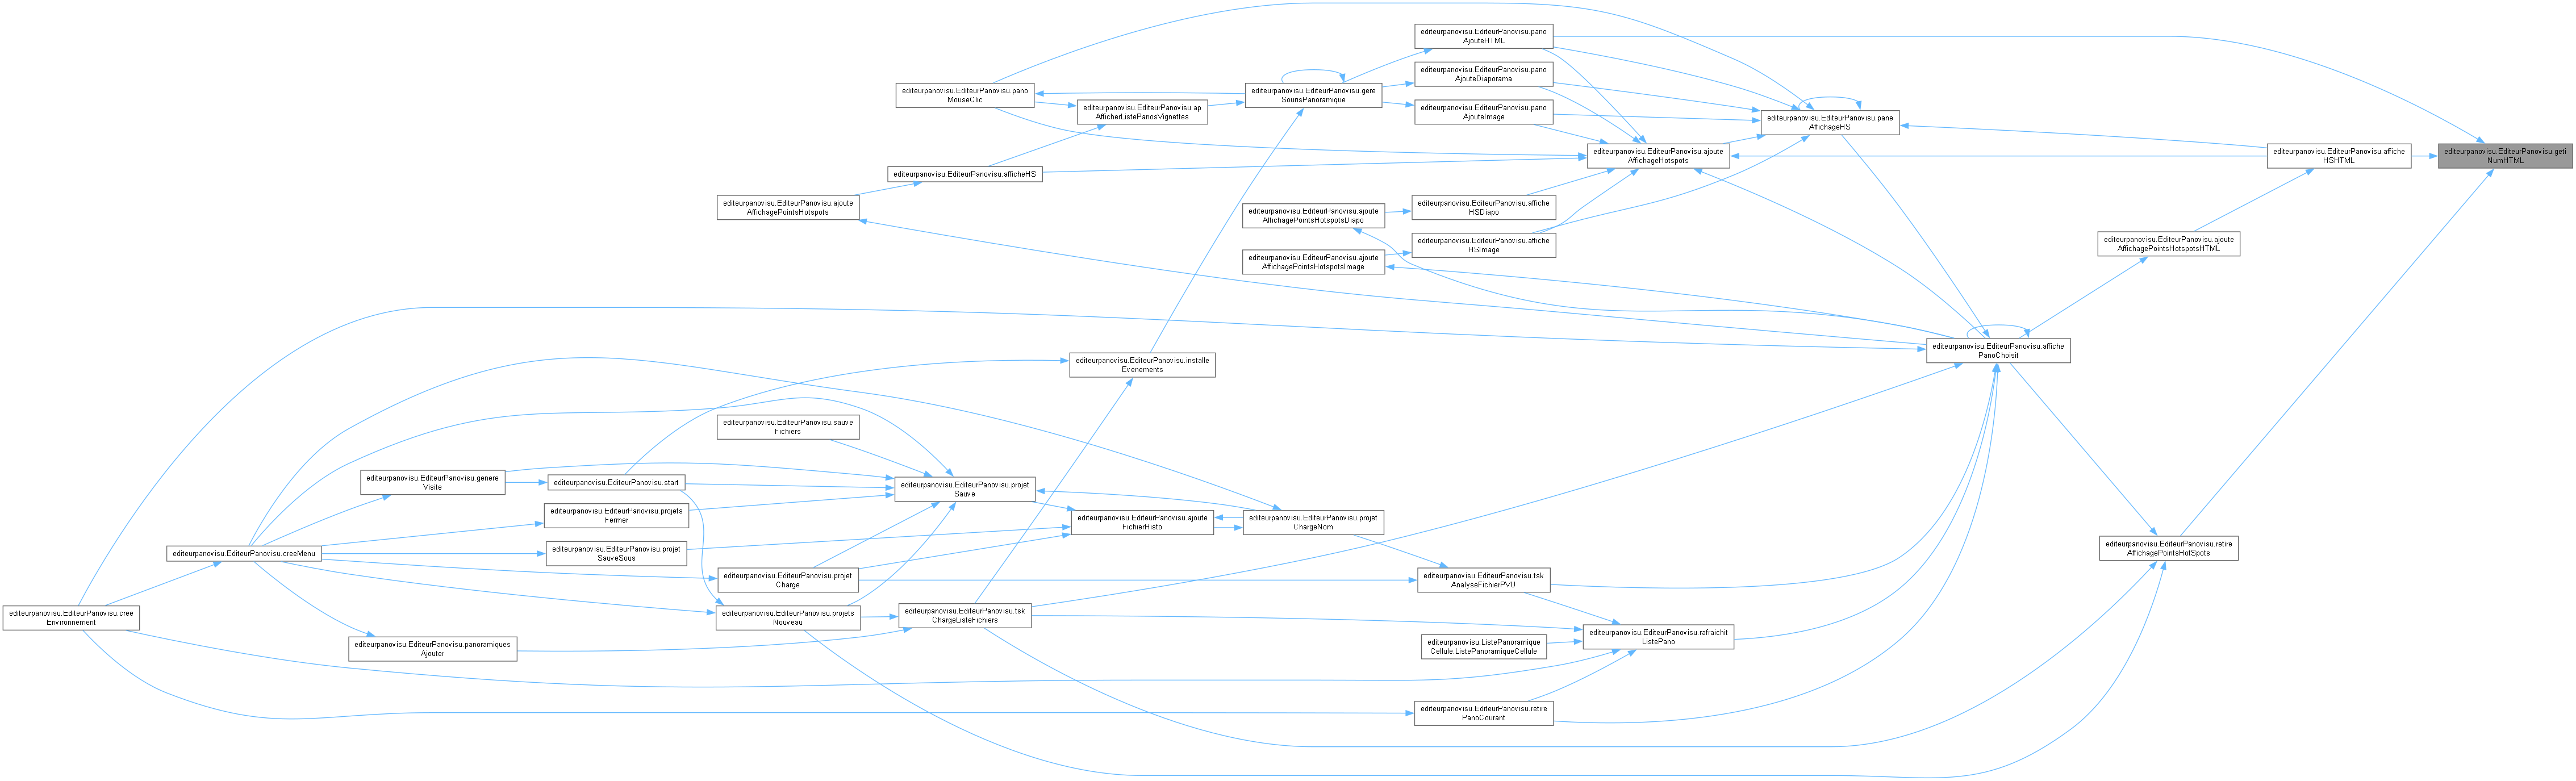 editeurpanovisu.EditeurPanovisu.pano
AjouteHTML
editeurpanovisu.EditeurPanovisu.pano
AjouteDiaporama
editeurpanovisu.EditeurPanovisu.pano
MouseClic
editeurpanovisu.EditeurPanovisu.gere
SourisPanoramique
editeurpanovisu.EditeurPanovisu.ap
AfficherListePanosVignettes
editeurpanovisu.EditeurPanovisu.pano
AjouteImage
editeurpanovisu.EditeurPanovisu.pane
AffichageHS
editeurpanovisu.EditeurPanovisu.ajoute
AffichageHotspots
editeurpanovisu.EditeurPanovisu.affiche
HSHTML
editeurpanovisu.EditeurPanovisu.geti
NumHTML
editeurpanovisu.EditeurPanovisu.afficheHS
editeurpanovisu.EditeurPanovisu.ajoute
AffichagePointsHotspots
editeurpanovisu.EditeurPanovisu.ajoute
AffichagePointsHotspotsDiapo
editeurpanovisu.EditeurPanovisu.affiche
HSDiapo
editeurpanovisu.EditeurPanovisu.affiche
HSImage
editeurpanovisu.EditeurPanovisu.ajoute
AffichagePointsHotspotsImage
editeurpanovisu.EditeurPanovisu.ajoute
AffichagePointsHotspotsHTML
editeurpanovisu.EditeurPanovisu.affiche
PanoChoisit
editeurpanovisu.EditeurPanovisu.installe
Evenements
editeurpanovisu.EditeurPanovisu.sauve
Fichiers
editeurpanovisu.EditeurPanovisu.genere
Visite
editeurpanovisu.EditeurPanovisu.start
editeurpanovisu.EditeurPanovisu.projet
Sauve
editeurpanovisu.EditeurPanovisu.projets
Fermer
editeurpanovisu.EditeurPanovisu.ajoute
FichierHisto
editeurpanovisu.EditeurPanovisu.projet
ChargeNom
editeurpanovisu.EditeurPanovisu.creeMenu
editeurpanovisu.EditeurPanovisu.projet
SauveSous
editeurpanovisu.EditeurPanovisu.retire
AffichagePointsHotSpots
editeurpanovisu.EditeurPanovisu.projet
Charge
editeurpanovisu.EditeurPanovisu.tsk
AnalyseFichierPVU
editeurpanovisu.EditeurPanovisu.cree
Environnement
editeurpanovisu.EditeurPanovisu.projets
Nouveau
editeurpanovisu.EditeurPanovisu.tsk
ChargeListeFichiers
editeurpanovisu.EditeurPanovisu.panoramiques
Ajouter
editeurpanovisu.ListePanoramique
Cellule.ListePanoramiqueCellule
editeurpanovisu.EditeurPanovisu.rafraichit
ListePano
editeurpanovisu.EditeurPanovisu.retire
PanoCourant